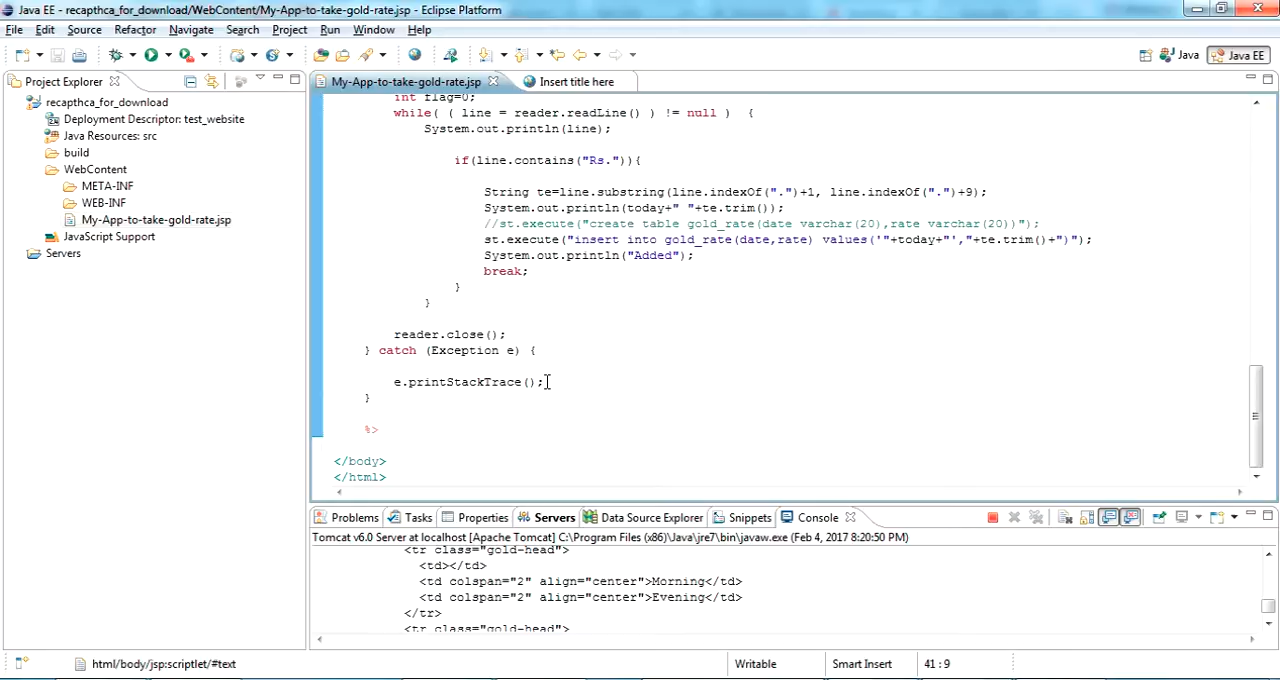 Java EE - recapthca_for_download/WebContent/My-App-to-take-gold-rate.jsp - Eclipse Platform
File Edit Source Refactor Navigate Search Project Run Window Help
Java Java EE
Project Explorer
recapthca_for_download
Deployment Descriptor: test_website
Java Resources: src
build
WebContent
META-INF
WEB-INF
My-App-to-take-gold-rate.jsp
JavaScript Support
Servers
My-App-to-take-gold-rate.jsp Insert title here
int flag=0;
while( ( line = reader.readLine() ) != null ) {
System.out.println(line);
if(line.contains("Rs.")){
String te=line.substring(line.indexOf(".")+1, line.indexOf(".")+9);
System.out.println(today+" "+te.trim());
//st.execute("create table gold_rate(date varchar(20),rate varchar(20))");
st.execute("insert into gold_rate(date,rate) values('"+today+"',"+te.trim()+")");
System.out.println("Added");
break;
}
}
reader.close();
} catch (Exception e) {
e.printStackTrace();
}
%>
</body>
</html>
Problems Tasks Properties Servers Data Source Explorer Snippets Console
Tomcat v6.0 Server at localhost [Apache Tomcat] C:\Program Files (x86)\Java\jre7\bin\javaw.exe (Feb 4, 2017 8:20:50 PM)
<tr class="gold-head">
<td></td>
<td colspan="2" align="center">Morning</td>
<td colspan="2" align="center">Evening</td>
</tr>
<tr class="gold-head">
html/body/jsp:scriptlet/#text Writable Smart Insert 41 : 9